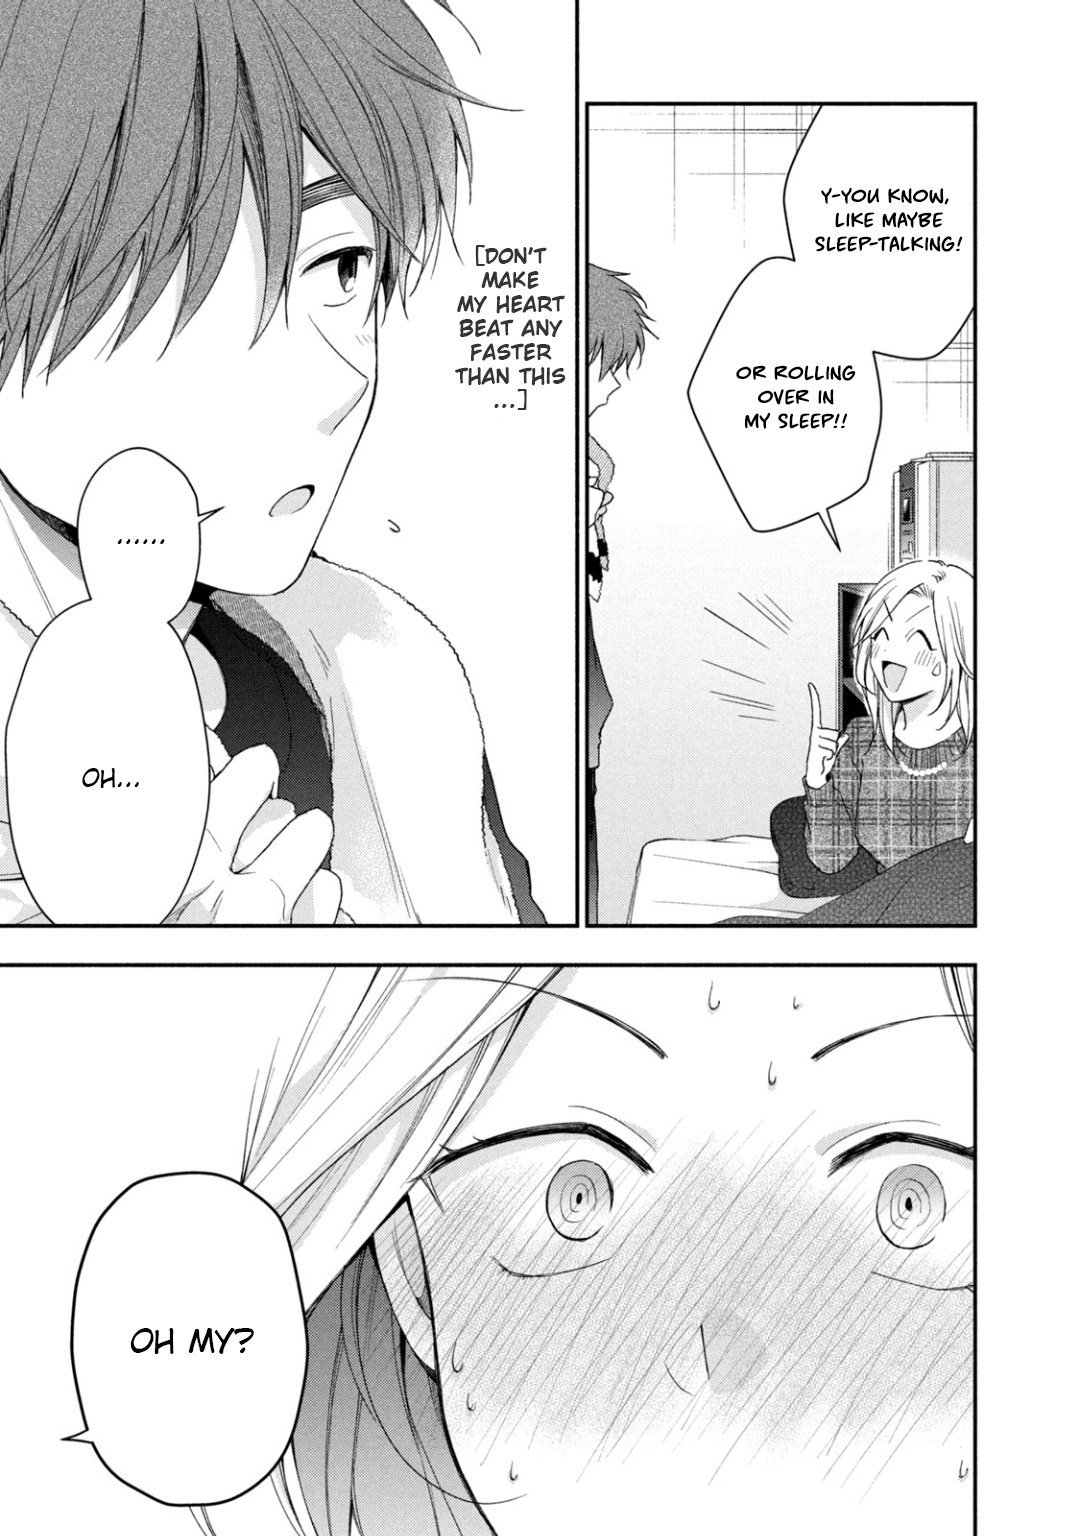 Y-YOU KNOW,
LIKE MAYBE
SLEEP-TALKING!
OR ROLLING
OVER IN
MY SLEEP!!
[DON'T
MAKE
MY HEART
BEAT ANY
FASTER
THAN THIS
...]
......
OH...
OH MY?